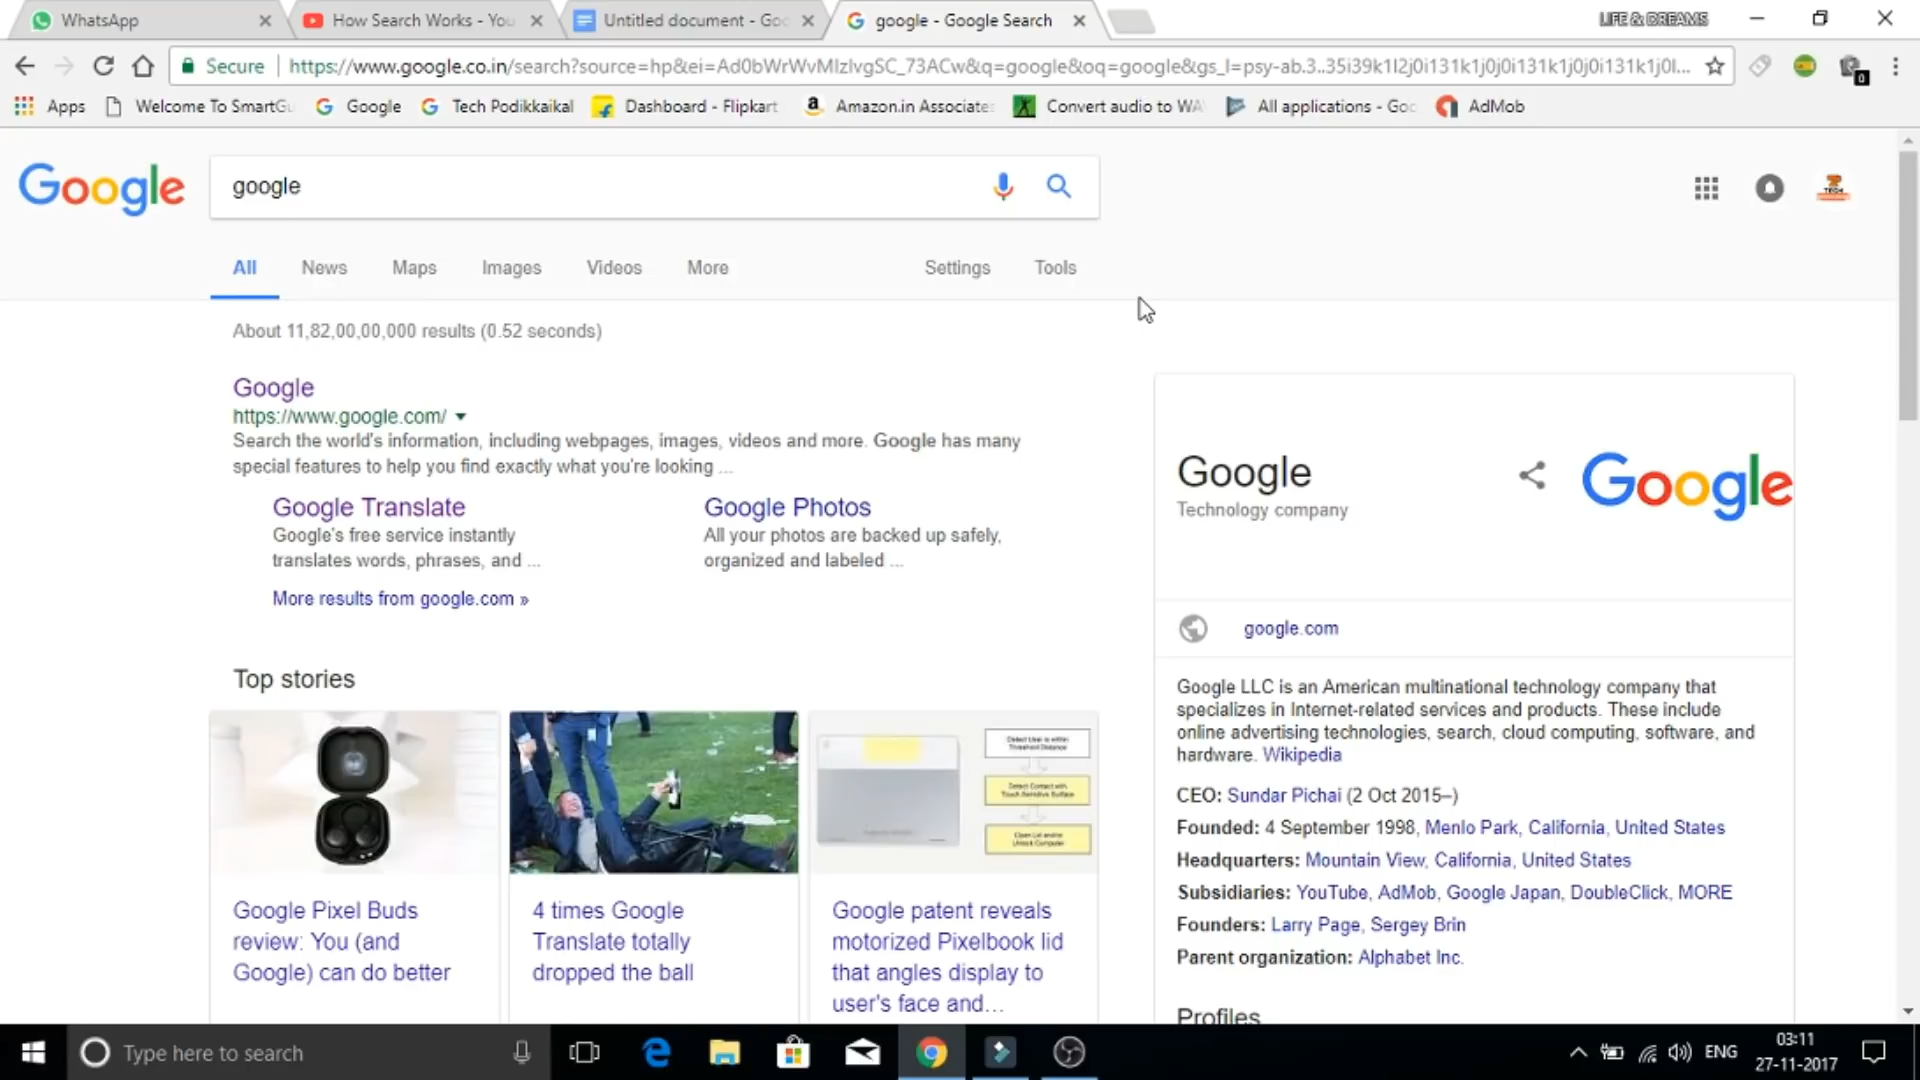 WhatsApp
How Search Works - You
Untitled document - Goo
google - Google Search
LIFE & DREAMS
Secure
https://www.google.co.in/search?source=hp&ei=Ad0bWrWvMIzIvgSC_73ACw&q=google&oq=google&gs_l=psy-ab.3..35i39k1l2j0i131k1j0j0i131k1j0j0i131k1j0l...
0
Apps
Welcome To SmartGu
Google
Tech Podikkaikal
Dashboard - Flipkart
Amazon.in Associates
Convert audio to WA
All applications - Goo
AdMob
Google
google
All
News
Maps
Images
Videos
More
Settings
Tools
About 11,82,00,00,000 results (0.52 seconds)
Google
https://www.google.com/
Search the world's information, including webpages, images, videos and more. Google has many
special features to help you find exactly what you're looking ...
Google Translate
Google's free service instantly
translates words, phrases, and ...
Google Photos
All your photos are backed up safely,
organized and labeled ...
More results from google.com »
Top stories
Google Pixel Buds
review: You (and
Google) can do better
4 times Google
Translate totally
dropped the ball
Google patent reveals
motorized Pixelbook lid
that angles display to
user's face and...
Google
Technology company
Google
google.com
Google LLC is an American multinational technology company that
specializes in Internet-related services and products. These include
online advertising technologies, search, cloud computing, software, and
hardware. Wikipedia
CEO: Sundar Pichai (2 Oct 2015–)
Founded: 4 September 1998, Menlo Park, California, United States
Headquarters: Mountain View, California, United States
Subsidiaries: YouTube, AdMob, Google Japan, DoubleClick, MORE
Founders: Larry Page, Sergey Brin
Parent organization: Alphabet Inc.
Profiles
Type here to search
ENG
03:11
27-11-2017